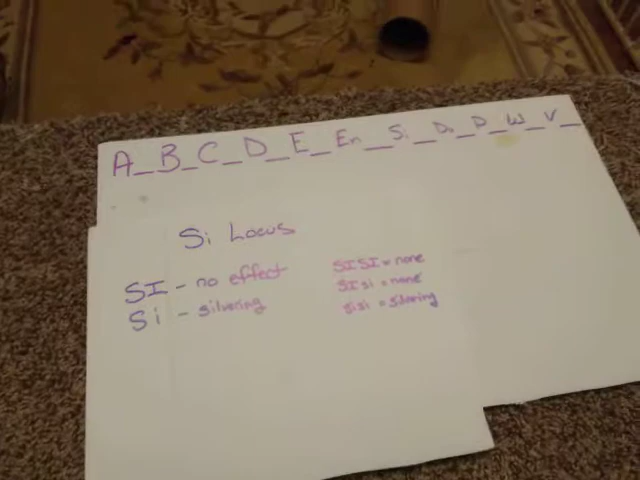 A_B_C_D_E_En_Si_Du_P_W_V_
Si Locus
SI - no effect
Si - silvering
SISI = none
SIsi = none
sisi = silvering